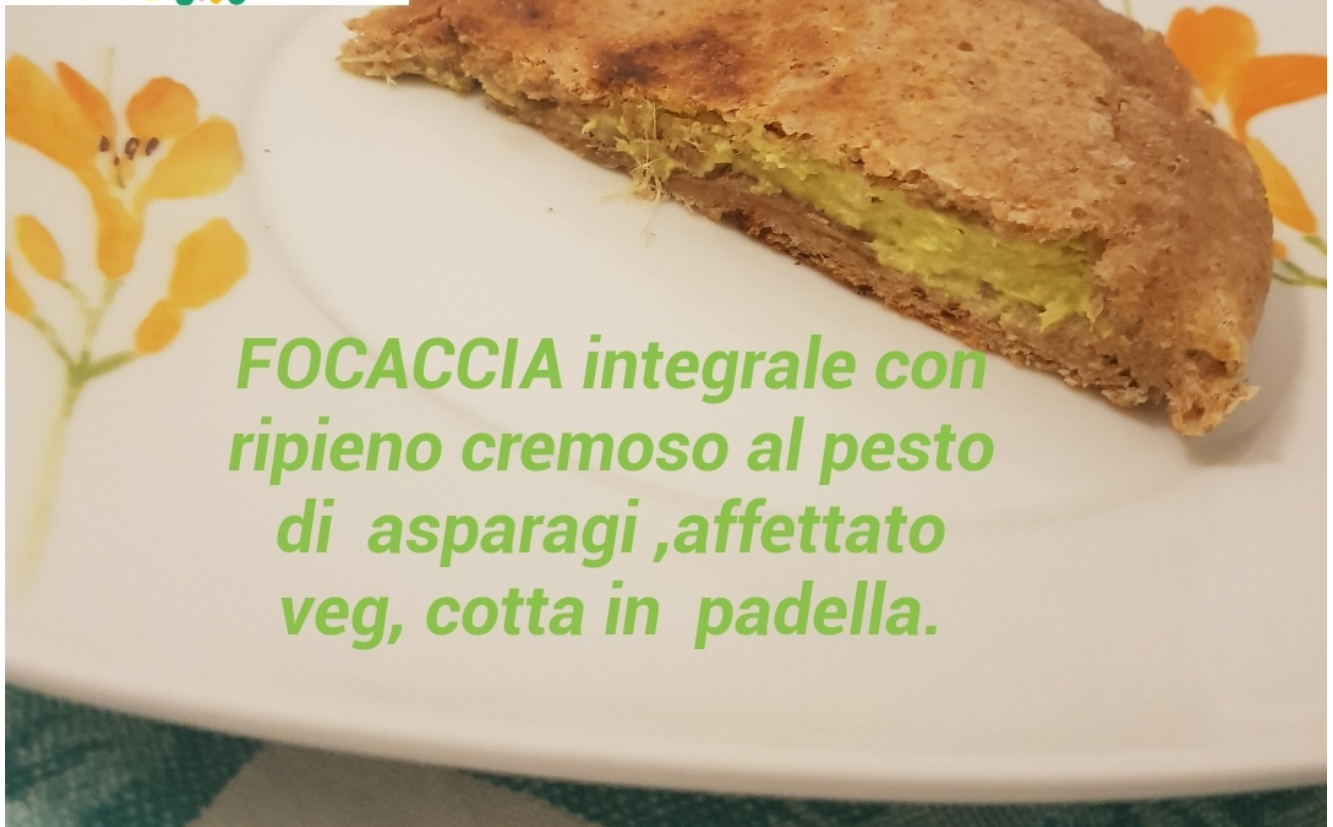 FOCACCIA integrale con
ripieno cremoso al pesto
di  asparagi ,affettato
veg, cotta in  padella.